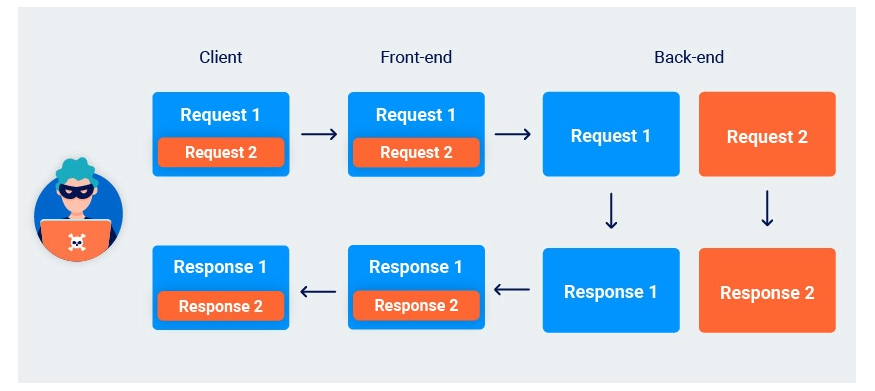 Client
Front-end
Back-end
Request 1
Request 2
Request 1
Request 2
Request 1
Request 2
Response 1
Response 2
Response 1
Response 2
Response 1
Response 2